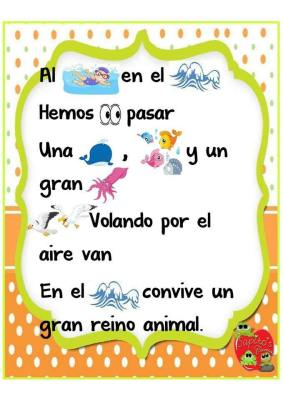 Al en el
Hemos pasar
Una , y un
gran
Volando por el
aire van
En el convive un
gran reino animal.